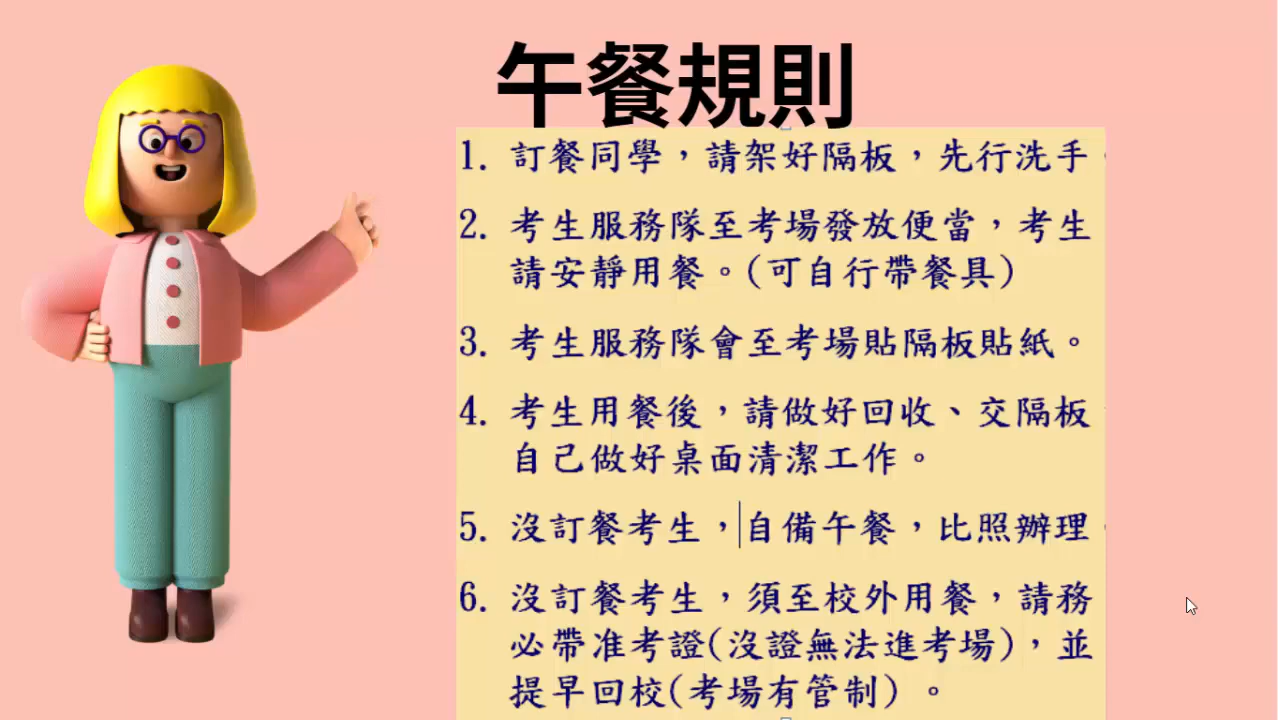 午餐規則
1. 訂餐同學，請架好隔板，先行洗手。
2. 考生服務隊至考場發放便當，考生
請安靜用餐。(可自行帶餐具)
3. 考生服務隊會至考場貼隔板貼紙。
4. 考生用餐後，請做好回收、交隔板
自己做好桌面清潔工作。
5. 沒訂餐考生，自備午餐，比照辦理。
6. 沒訂餐考生，須至校外用餐，請務
必帶准考證(沒證無法進考場)，並
提早回校(考場有管制)。